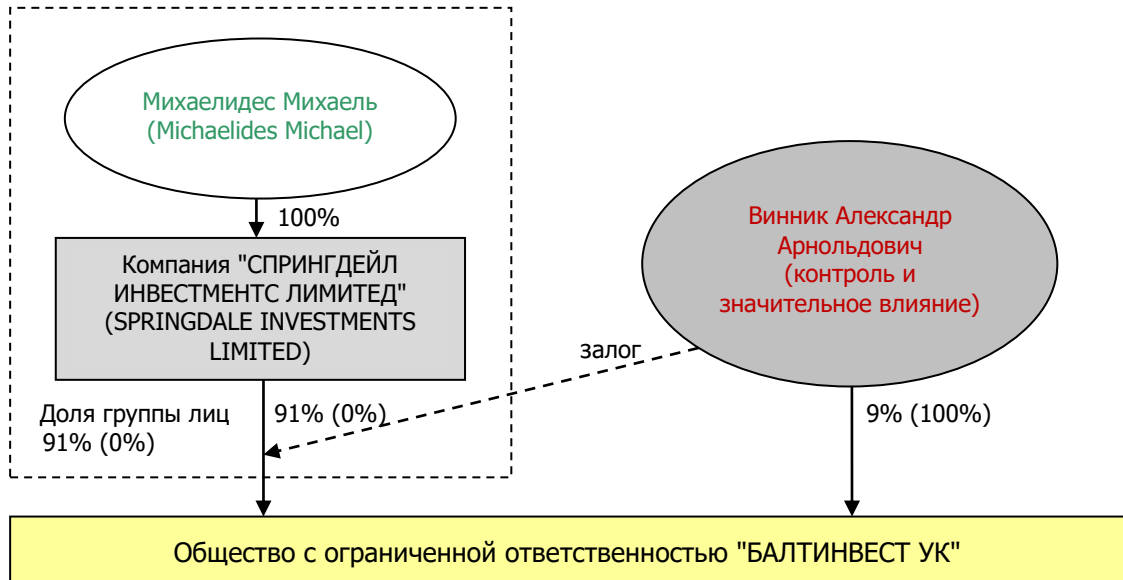 Михаелидес Михаель
(Michaelides Michael)
100%
Компания "СПРИНГДЕЙЛ
ИНВЕСТМЕНТС ЛИМИТЕД"
(SPRINGDALE INVESTMENTS
LIMITED)
Винник Александр
Арнольдович
(контроль и
значительное влияние)
залог
Доля группы лиц
91% (0%)
91% (0%)
9% (100%)
Общество с ограниченной ответственностью "БАЛТИНВЕСТ УК"